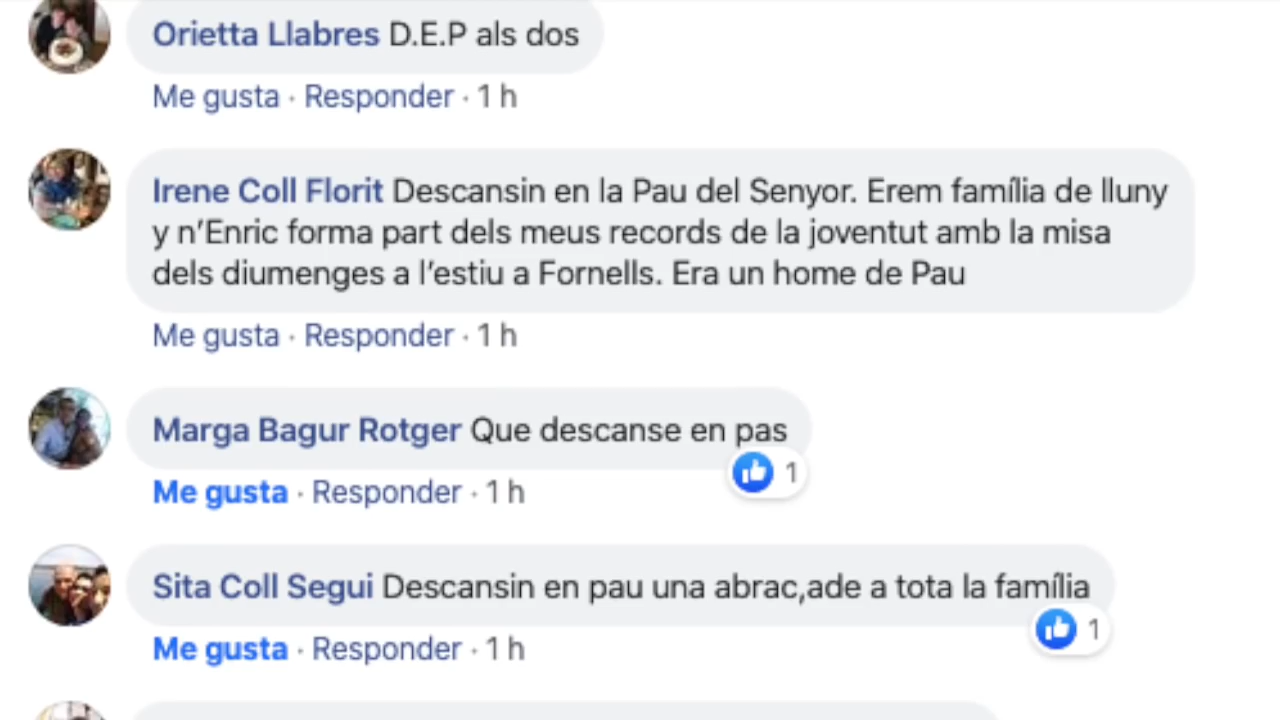 Orietta Llabres D.E.P als dos
Me gusta · Responder · 1 h
Irene Coll Florit Descansin en la Pau del Senyor. Erem família de lluny
y n’Enric forma part dels meus records de la joventut amb la misa
dels diumenges a l’estiu a Fornells. Era un home de Pau
Me gusta · Responder · 1 h
Marga Bagur Rotger Que descanse en pas
1
Me gusta · Responder · 1 h
Sita Coll Segui Descansin en pau una abrac,ade a tota la família
1
Me gusta · Responder · 1 h